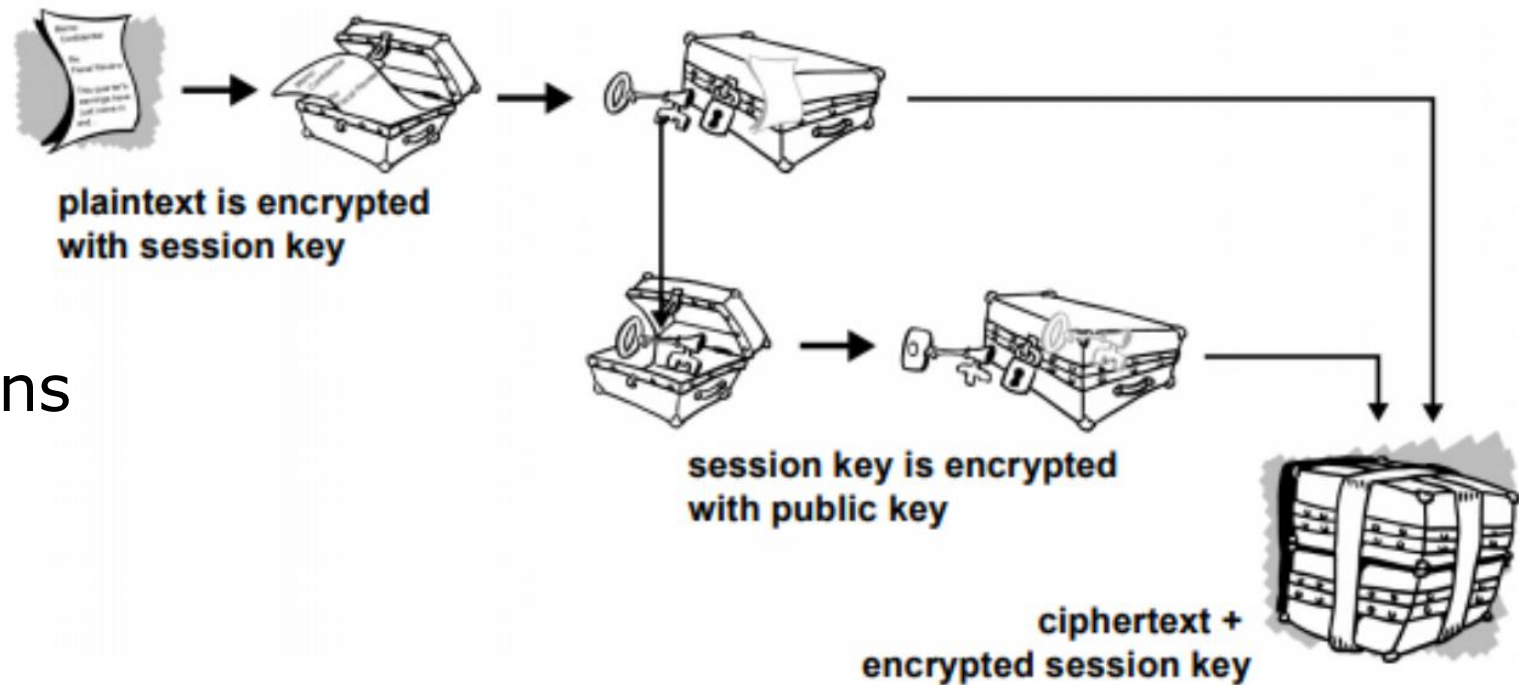 plaintext is encrypted
with session key
ns
session key is encrypted
with public key
ciphertext +
encrypted session key